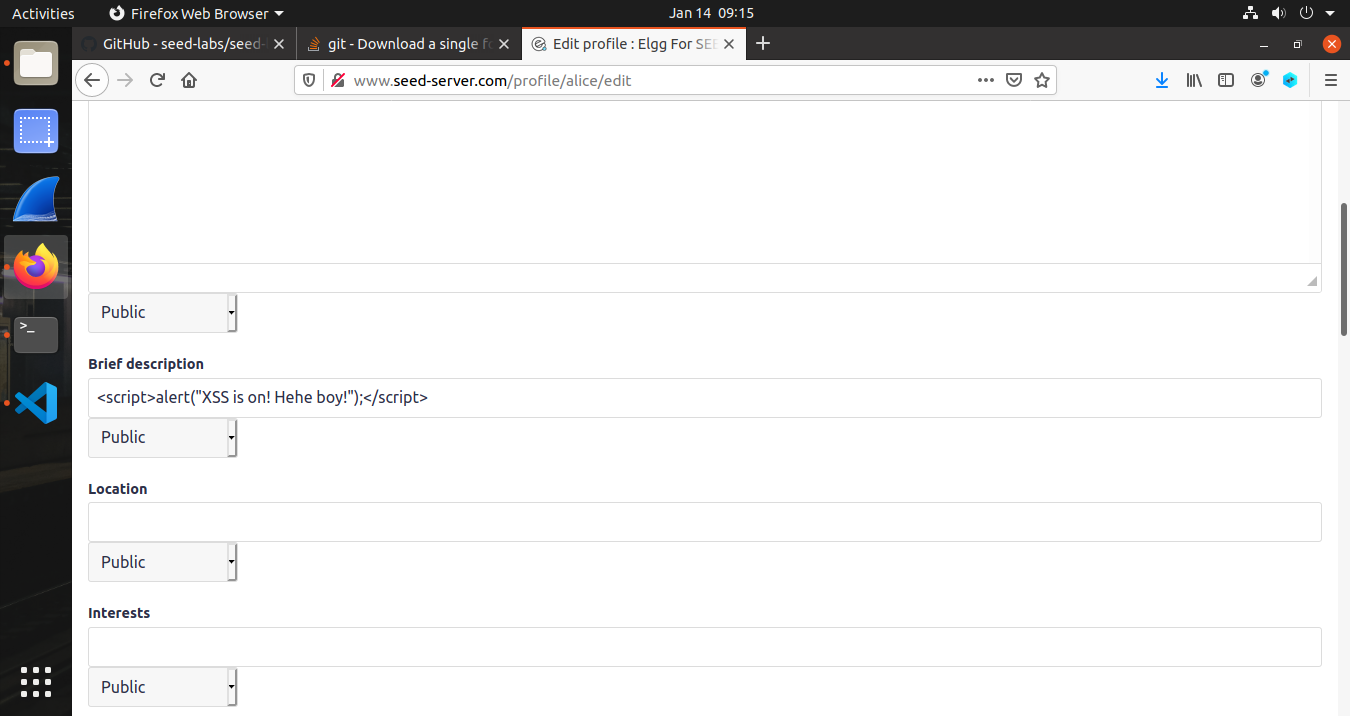 Activities Firefox Web Browser Jan 14 09:15
GitHub - seed-labs/seed- git - Download a single fo Edit profile : Elgg For SEE
www.seed-server.com/profile/alice/edit
Public
Brief description
<script>alert("XSS is on! Hehe boy!");</script>
Public
Location
Public
Interests
Public